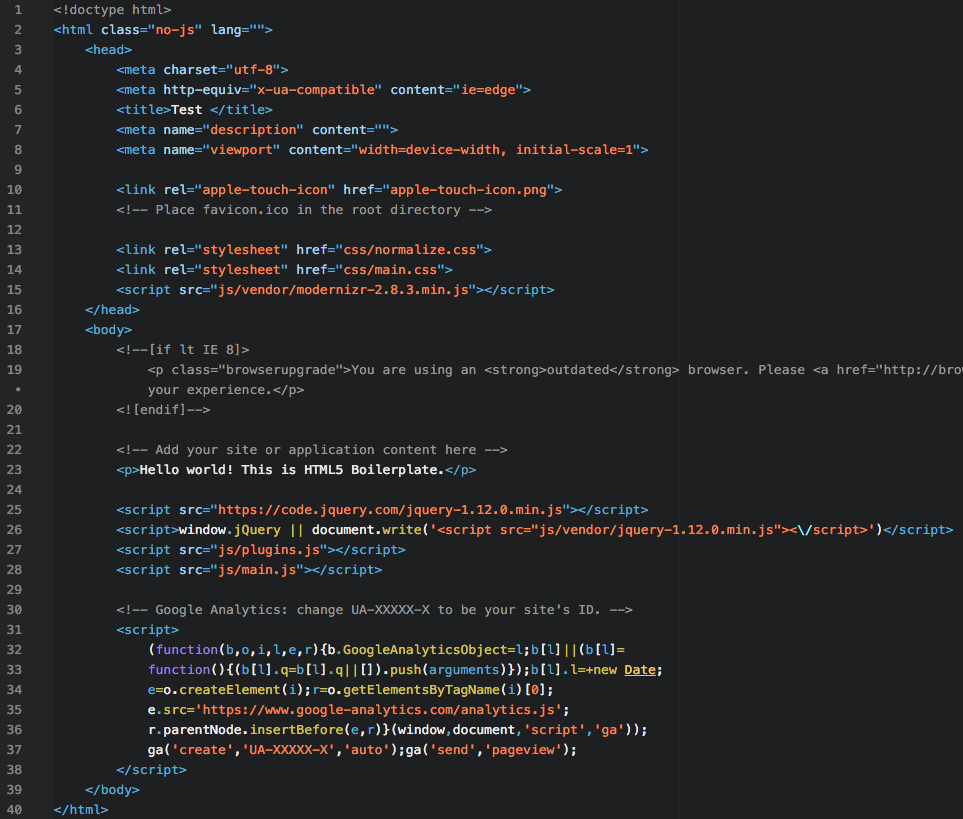 1 <!doctype html>
2 <html class="no-js" lang="">
3 <head>
4 <meta charset="utf-8">
5 <meta http-equiv="x-ua-compatible" content="ie=edge">
6 <title>Test </title>
7 <meta name="description" content="">
8 <meta name="viewport" content="width=device-width, initial-scale=1">
9
10 <link rel="apple-touch-icon" href="apple-touch-icon.png">
11 <!-- Place favicon.ico in the root directory -->
12
13 <link rel="stylesheet" href="css/normalize.css">
14 <link rel="stylesheet" href="css/main.css">
15 <script src="js/vendor/modernizr-2.8.3.min.js"></script>
16 </head>
17 <body>
18 <!--[if lt IE 8]>
19 <p class="browserupgrade">You are using an <strong>outdated</strong> browser. Please <a href="http://bro
• your experience.</p>
20 <![endif]-->
21
22 <!-- Add your site or application content here -->
23 <p>Hello world! This is HTML5 Boilerplate.</p>
24
25 <script src="https://code.jquery.com/jquery-1.12.0.min.js"></script>
26 <script>window.jQuery || document.write('<script src="js/vendor/jquery-1.12.0.min.js"><\/script>')</script>
27 <script src="js/plugins.js"></script>
28 <script src="js/main.js"></script>
29
30 <!-- Google Analytics: change UA-XXXXX-X to be your site's ID. -->
31 <script>
32 (function(b,o,i,l,e,r){b.GoogleAnalyticsObject=l;b[l]||(b[l]=
33 function(){(b[l].q=b[l].q||[]).push(arguments)});b[l].l=+new Date;
34 e=o.createElement(i);r=o.getElementsByTagName(i)[0];
35 e.src='https://www.google-analytics.com/analytics.js';
36 r.parentNode.insertBefore(e,r)}(window,document,'script','ga'));
37 ga('create','UA-XXXXX-X','auto');ga('send','pageview');
38 </script>
39 </body>
40 </html>